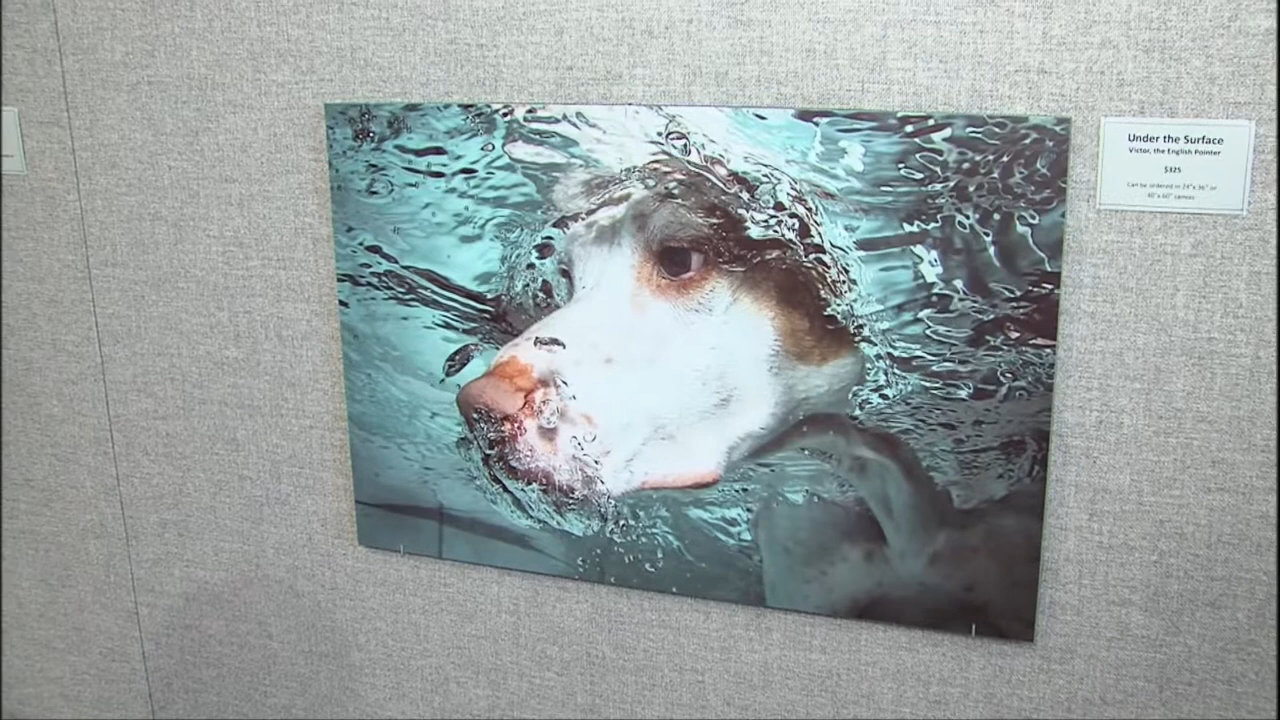 Under the Surface
Victor, the English Pointer
$325
Can be ordered in 24"x 36" or
40"x 60" canvas